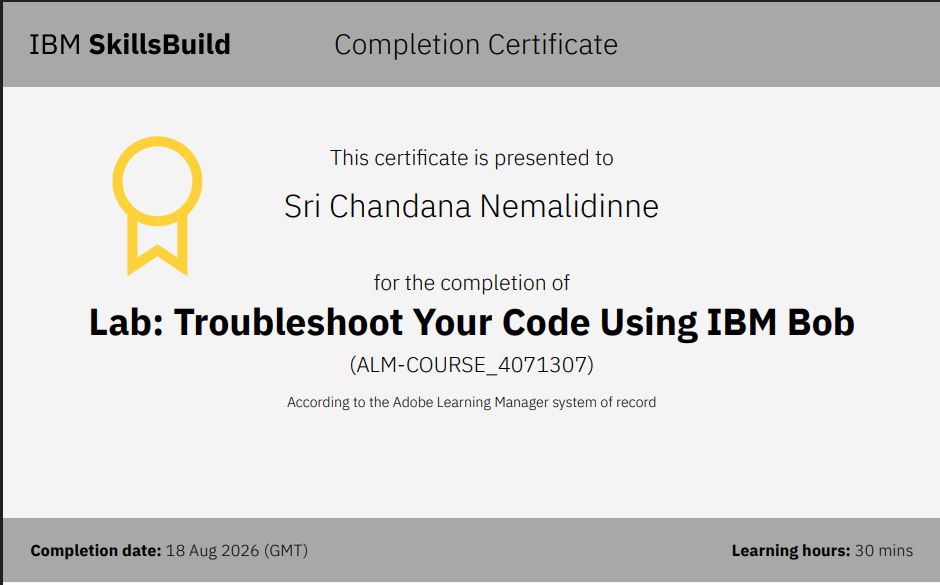 IBM SkillsBuild
Completion Certificate
This certificate is presented to
Sri Chandana Nemalidinne
for the completion of
Lab: Troubleshoot Your Code Using IBM Bob
(ALM-COURSE_4071307)
According to the Adobe Learning Manager system of record
Completion date: 18 Aug 2026 (GMT)
Learning hours: 30 mins